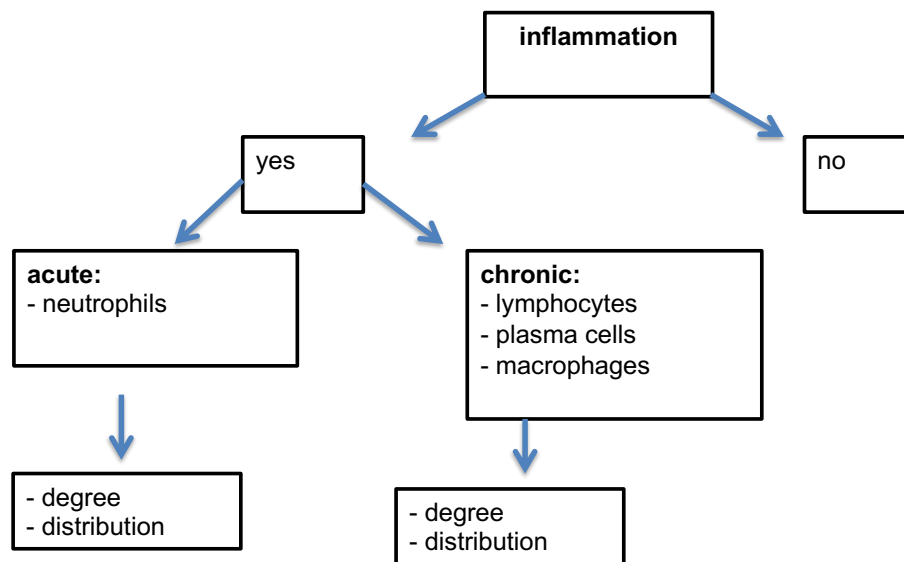 inflammation
yes
no
acute:
- neutrophils
chronic:
- lymphocytes
- plasma cells
- macrophages
- degree
- distribution
- degree
- distribution